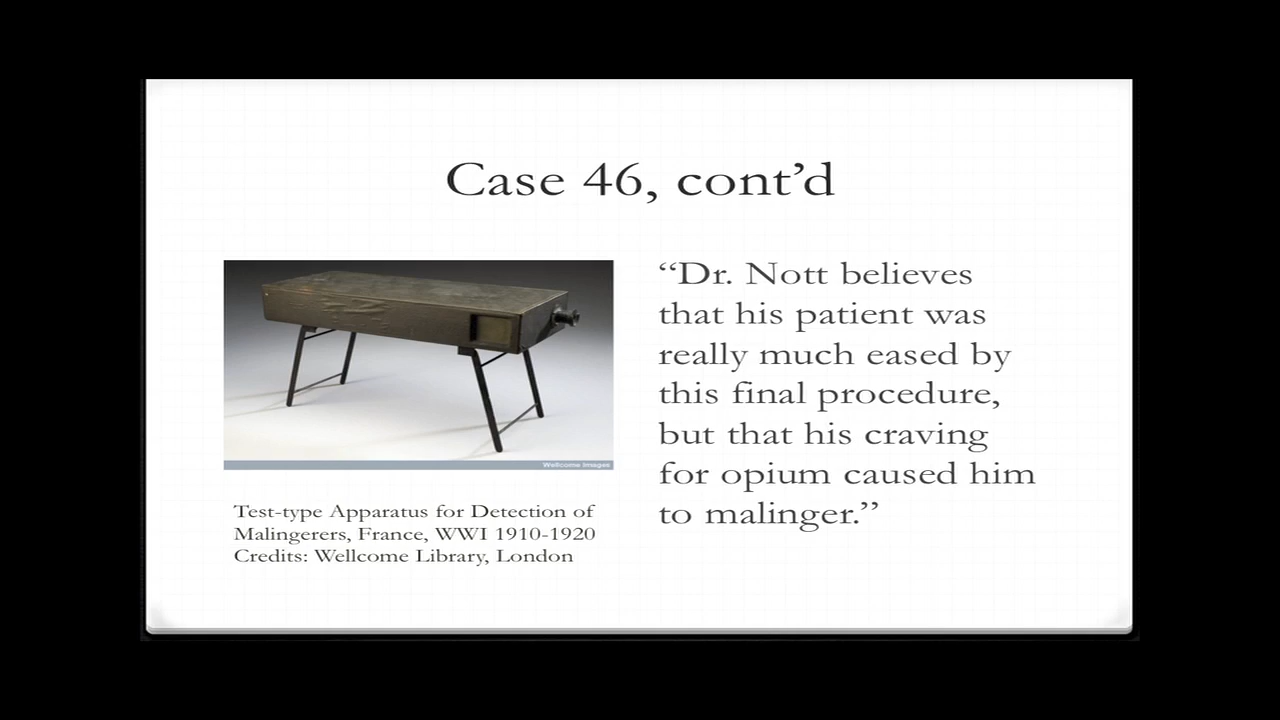 Case 46, cont’d
Wellcome Images
Test-type Apparatus for Detection of
Malingerers, France, WWI 1910-1920
Credits: Wellcome Library, London
“Dr. Nott believes
that his patient was
really much eased by
this final procedure,
but that his craving
for opium caused him
to malinger.”